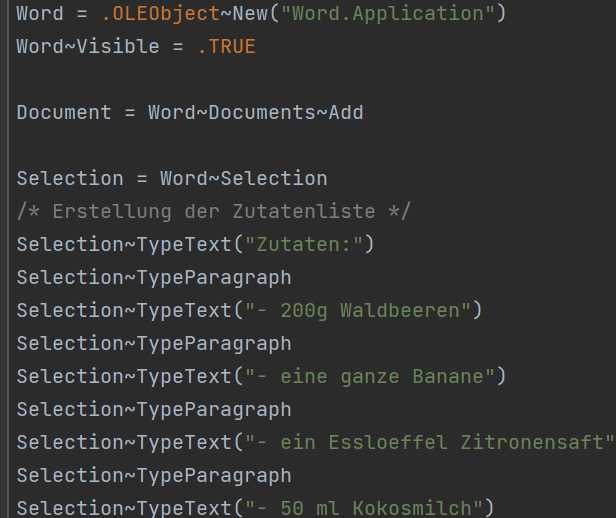 Word = .OLEObject~New("Word.Application")
Word~Visible = .TRUE
Document = Word~Documents~Add
Selection = Word~Selection
/* Erstellung der Zutatenliste */
Selection~TypeText("Zutaten:")
Selection~TypeParagraph
Selection~TypeText("- 200g Waldbeeren")
Selection~TypeParagraph
Selection~TypeText("- eine ganze Banane")
Selection~TypeParagraph
Selection~TypeText("- ein Essloeffel Zitronensaft"
Selection~TypeParagraph
Selection~TypeText("- 50 ml Kokosmilch")